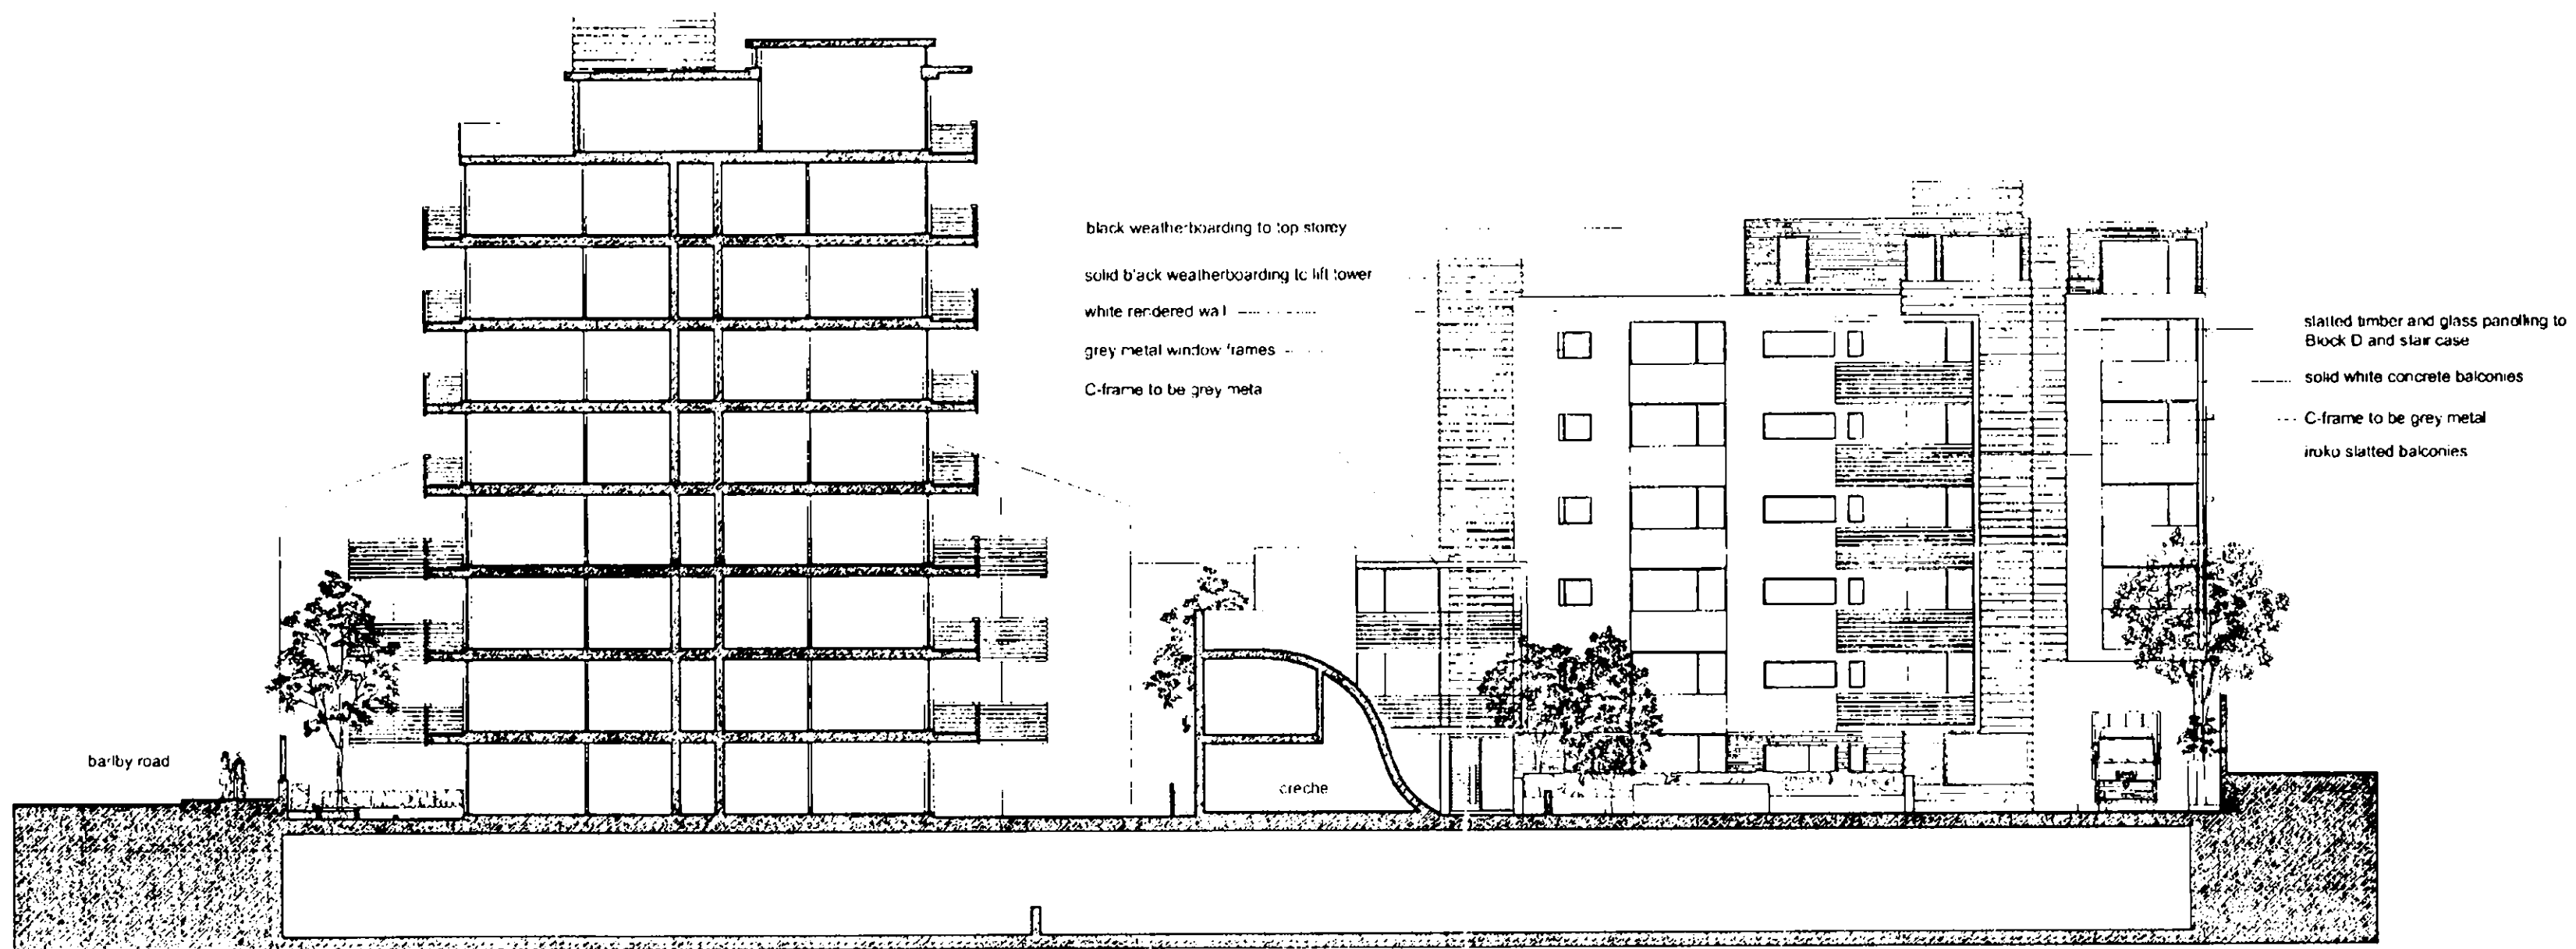 black weatherboarding to top storey
solid black weatherboarding to lift tower
white rendered wall
grey metal window frames
C-frame to be grey meta
slatted timber and glass panelling to
Block D and stair case
solid white concrete balconies
C-frame to be grey metal
iroko slatted balconies
barlby road
creche